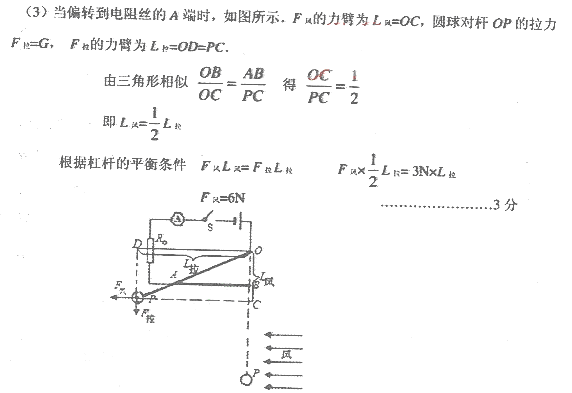 (3) 当偏转到电阻丝的 A 端时，如图所示．F风的力臂为 L风=OC，圆球对杆 OP 的拉力
F拉=G， F拉的力臂为 L拉=OD=PC．
由三角形相似 OB/OC = AB/PC 得 OC/PC = 1/2
即 L风= 1/2 L拉
根据杠杆的平衡条件 F风L风= F拉L拉 F风× 1/2 L拉= 3N×L拉
F风=6N
……………………3 分
A
S
D
R₀
O
L拉
A
L风
B
F风
P
C
F拉
风
P